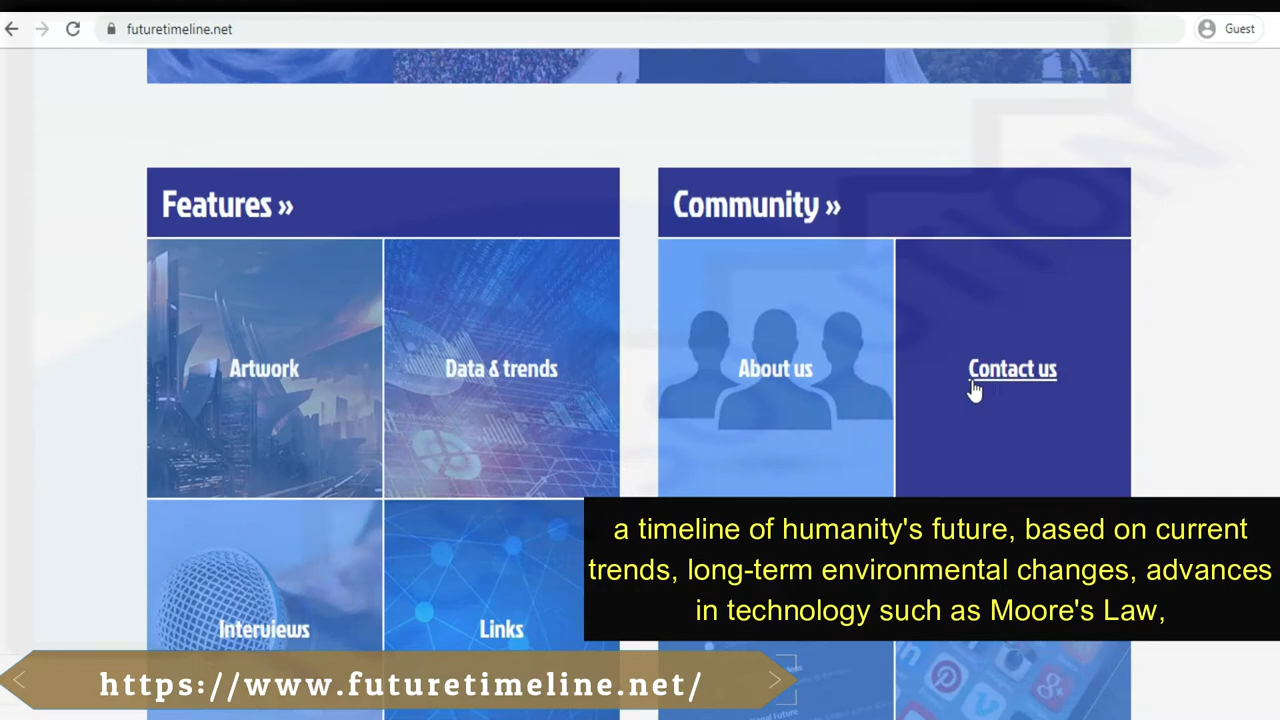 futuretimeline.net
Guest
Features »
Community »
Artwork
Data & trends
About us
Contact us
a timeline of humanity's future, based on current
trends, long-term environmental changes, advances
in technology such as Moore's Law,
Interviews
Links
https://www.futuretimeline.net/